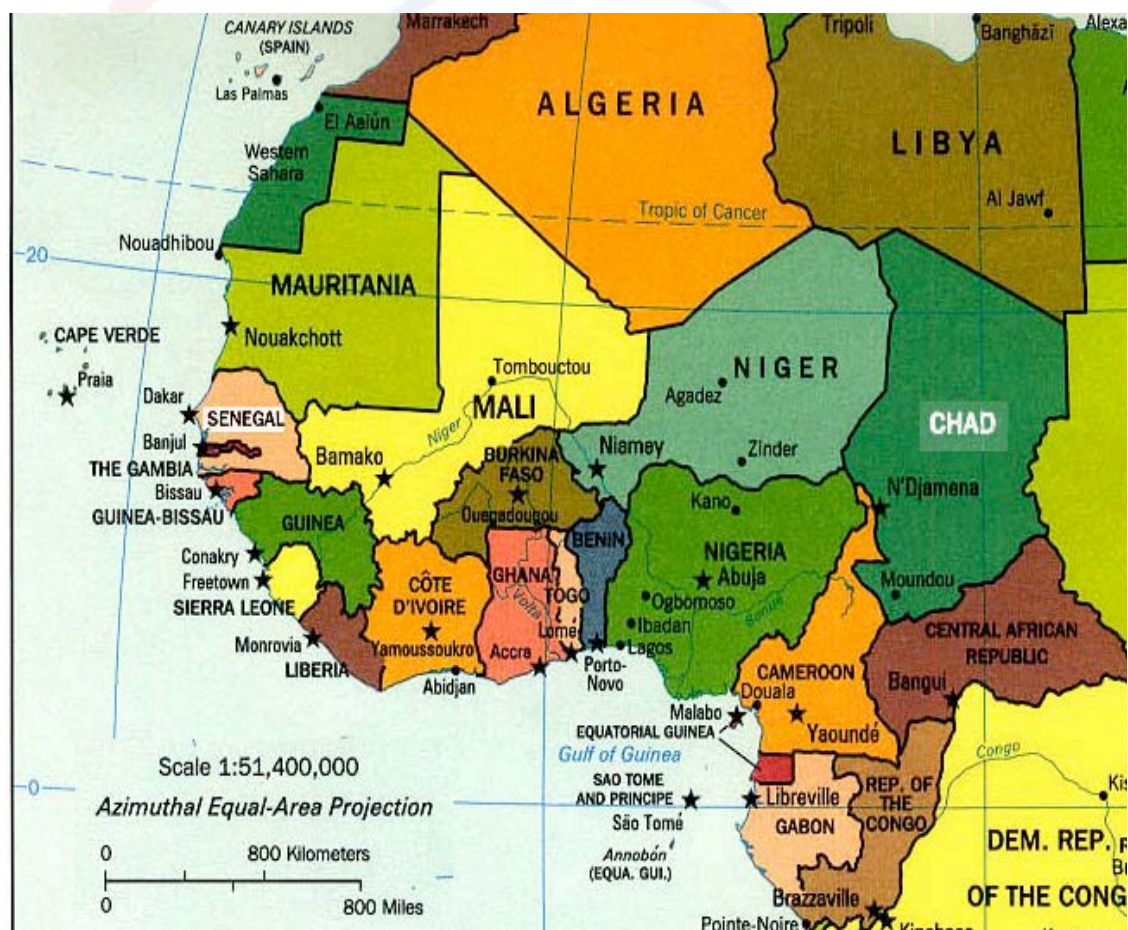 CANARY ISLANDS
(SPAIN)
Las Palmas
Marrakech
Tripoli
Banghāzī
Alexa
El Aaiún
ALGERIA
LIBYA
Western
Sahara
Al Jawf
Tropic of Cancer
Nouadhibou
20
MAURITANIA
CAPE VERDE
Nouakchott
Praia
Tombouctou
NIGER
Agadez
Dakar
SENEGAL
MALI
CHAD
Niger
Banjul
Bamako
BURKINA
FASO
Niamey
Zinder
THE GAMBIA
Bissau
GUINEA-BISSAU
Kano
N'Djamena
GUINEA
Ouagadougou
BENIN
NIGERIA
Conakry
Freetown
SIERRA LEONE
CÔTE
D'IVOIRE
GHANA
TOGO
Volta
Abuja
Moundou
Ogbomoso
Ibadan
Lagos
CENTRAL AFRICAN
REPUBLIC
Monrovia
LIBERIA
Yamoussoukro
Abidjan
Accra
Lomé
Porto-
Novo
CAMEROON
Douala
Bangui
Malabo
EQUATORIAL GUINEA
Yaoundé
Gulf of Guinea
Congo
Scale 1:51,400,000
Azimuthal Equal-Area Projection
0
SAO TOME
AND PRINCIPE
São Tomé
Libreville
GABON
REP. OF
THE
CONGO
Kis
Annobón
(EQUA. GUI.)
DEM. REP.
OF THE CONG
0 800 Kilometers
0 800 Miles
Brazzaville
Pointe-Noire